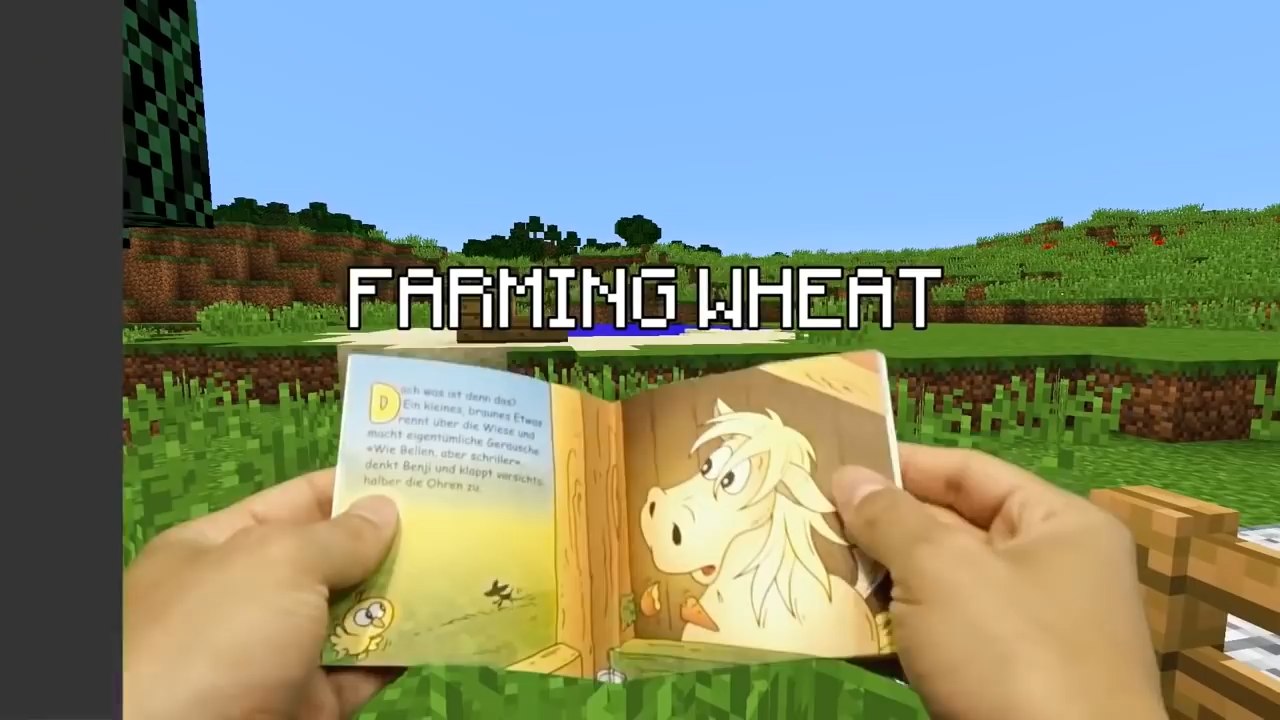 FARMING WHEAT
Doch was ist denn das?
Ein kleines, braunes Etwas
rennt über die Wiese und
macht eigentümliche Geräusche.
«Wie Bellen, aber schriller»,
denkt Benji und klappt vorsichts-
halber die Ohren zu.